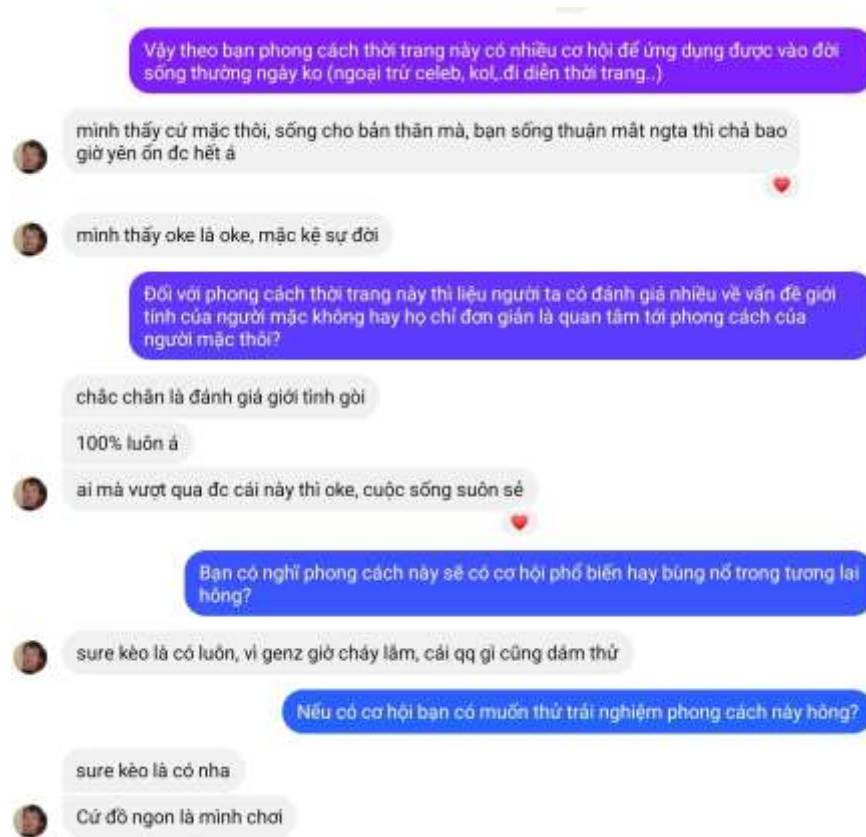 Vậy theo bạn phong cách thời trang này có nhiều cơ hội để ứng dụng được vào đời
sống thường ngày ko (ngoại trừ celeb, kol,.đi diễn thời trang..)
mình thấy cứ mặc thôi, sống cho bản thân mà, bạn sống thuận mắt ngta thì chả bao
giờ yên ổn đc hết á
mình thấy oke là oke, mặc kệ sự đời
Đối với phong cách thời trang này thì liệu người ta có đánh giá nhiều về vấn đề giới
tính của người mặc không hay họ chỉ đơn giản là quan tâm tới phong cách của
người mặc thôi?
chắc chắn là đánh giá giới tình gòi
100% luôn á
ai mà vượt qua đc cái này thì oke, cuộc sống suôn sẻ
Bạn có nghĩ phong cách này sẽ có cơ hội phổ biến hay bùng nổ trong tương lai
hông?
sure kèo là có luôn, vì genz giờ cháy lắm, cái qq gì cũng dám thử
Nếu có cơ hội bạn có muốn thử trải nghiệm phong cách này hông?
sure kèo là có nha
Cứ đồ ngon là mình chơi